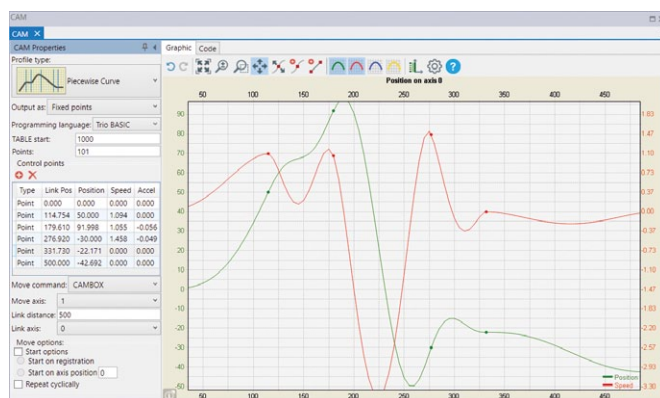 CAM
CAM
CAM Properties
Graphic Code
Profile type:
Piecewise Curve
Output as: Fixed points
Programming language: Trio BASIC
TABLE start: 1000
Points: 101
Control points
Type Link Pos Position Speed Accel
Point 0.000 0.000 0.000 0.000
Point 114.754 50.000 1.094 0.000
Point 179.610 91.998 1.055 -0.056
Point 276.920 -30.000 1.458 -0.049
Point 331.730 -22.171 0.000 0.000
Point 500.000 -42.692 0.000 0.000
Move command: CAMBOX
Move axis: 1
Link distance: 500
Link axis: 0
Move options:
Start options
Start on registration
Start on axis position 0
Repeat cyclically
Position on axis 0
50 100 150 200 250 300 350 400 450
90 1.83
80 1.47
70 1.10
60 0.73
50 0.37
40 0.00
30 -0.37
20 -0.73
10 -1.10
0 -1.47
-10 -1.83
-20 -2.20
-30 -2.57
-40 -2.93
-50 -3.30
Position
Speed
50 100 150 200 250 300 350 400 450